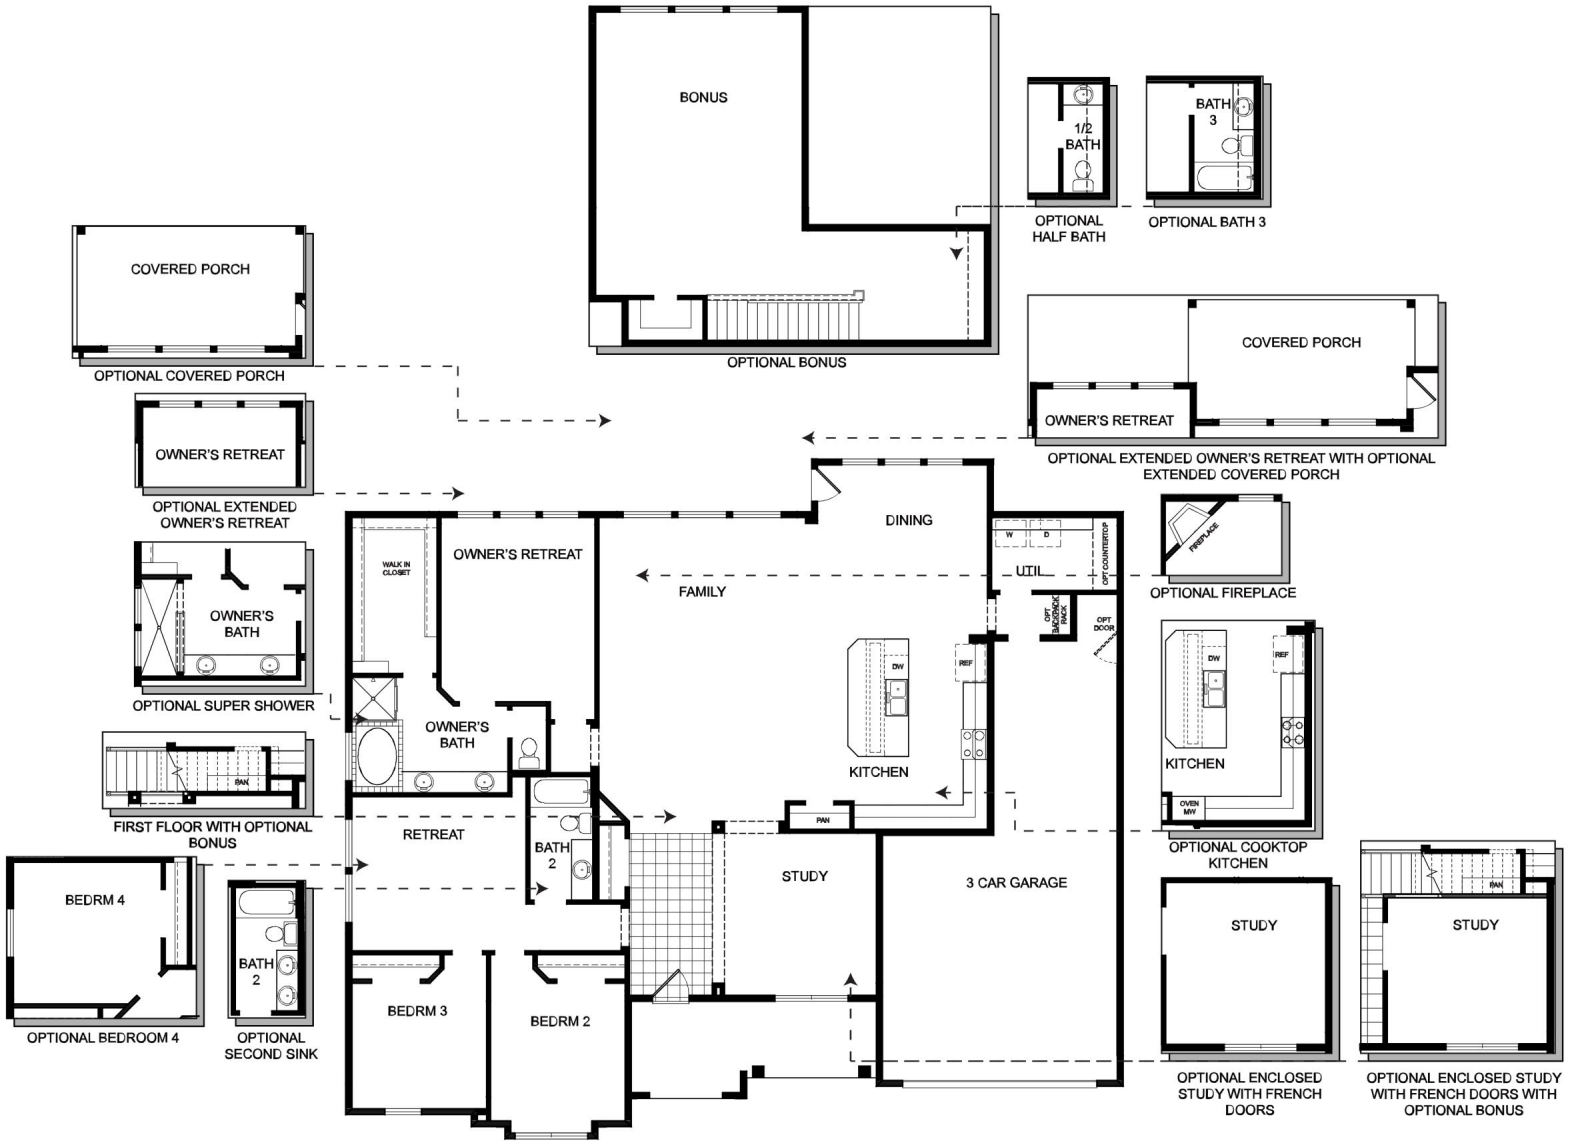 BONUS
OPTIONAL BONUS
1/2
BATH
OPTIONAL
HALF BATH
BATH
3
OPTIONAL BATH 3
COVERED PORCH
OPTIONAL COVERED PORCH
OWNER'S RETREAT
OPTIONAL EXTENDED
OWNER'S RETREAT
COVERED PORCH
OWNER'S RETREAT
OPTIONAL EXTENDED OWNER'S RETREAT WITH OPTIONAL
EXTENDED COVERED PORCH
OWNER'S
BATH
OPTIONAL SUPER SHOWER
PAN
FIRST FLOOR WITH OPTIONAL
BONUS
BEDRM 4
OPTIONAL BEDROOM 4
BATH
2
OPTIONAL
SECOND SINK
WALK IN
CLOSET
OWNER'S RETREAT
OWNER'S
BATH
RETREAT
BATH
2
BEDRM 3
BEDRM 2
FAMILY
DINING
W
D
UTIL
OPT COUNTERTOP
OPT
BACKPACK
RACK
OPT
DOOR
REF
DW
KITCHEN
PAN
STUDY
3 CAR GARAGE
FIREPLACE
OPTIONAL FIREPLACE
DW
REF
KITCHEN
OVEN
MW
OPTIONAL COOKTOP
KITCHEN
STUDY
OPTIONAL ENCLOSED
STUDY WITH FRENCH
DOORS
PAN
STUDY
OPTIONAL ENCLOSED STUDY
WITH FRENCH DOORS WITH
OPTIONAL BONUS